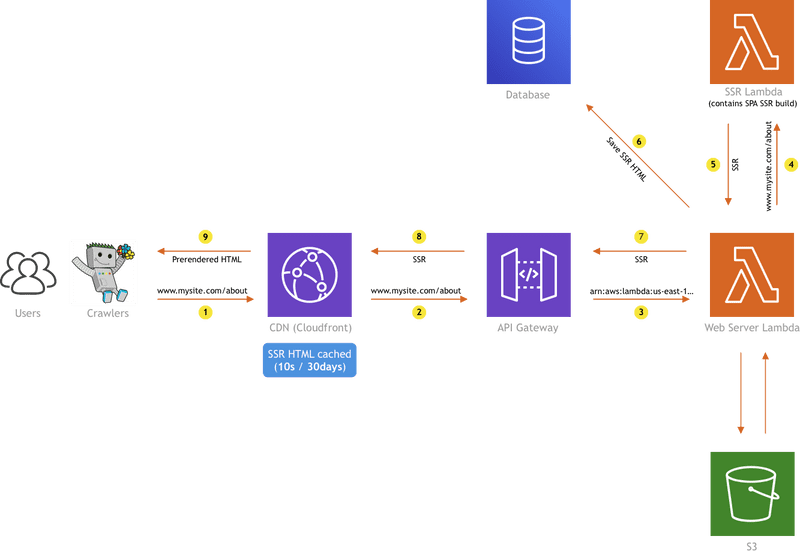 Database
SSR Lambda
(contains SPA SSR build)
6
Save SSR HTML
5
SSR
www.mysite.com/about
4
9
Prerendered HTML
8
SSR
7
SSR
www.mysite.com/about
1
www.mysite.com/about
2
arn:aws:lambda:us-east-1...
3
Users
Crawlers
CDN (Cloudfront)
API Gateway
Web Server Lambda
SSR HTML cached
(10s / 30days)
S3